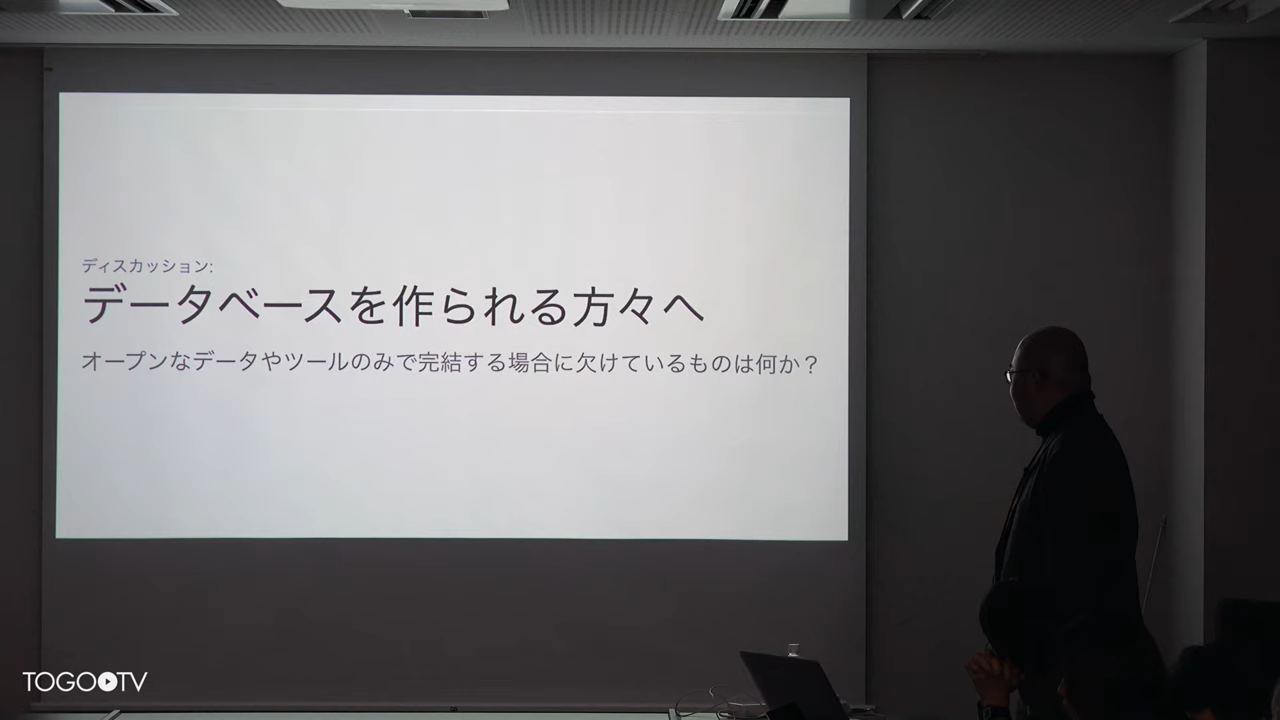 ディスカッション:
データベースを作られる方々へ
オープンなデータやツールのみで完結する場合に欠けているものは何か？
TOGOTV